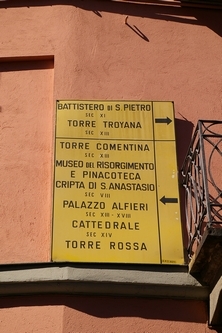 BATTISTERO DI S. PIETRO
SEC XI
TORRE TROYANA
SEC XIII
TORRE COMENTINA
SEC XIII
MUSEO DEL RISORGIMENTO
E PINACOTECA
CRIPTA DI S. ANASTASIO
SEC VIII
PALAZZO ALFIERI
SEC XIII - XVIII
CATTEDRALE
SEC XIV
TORRE ROSSA